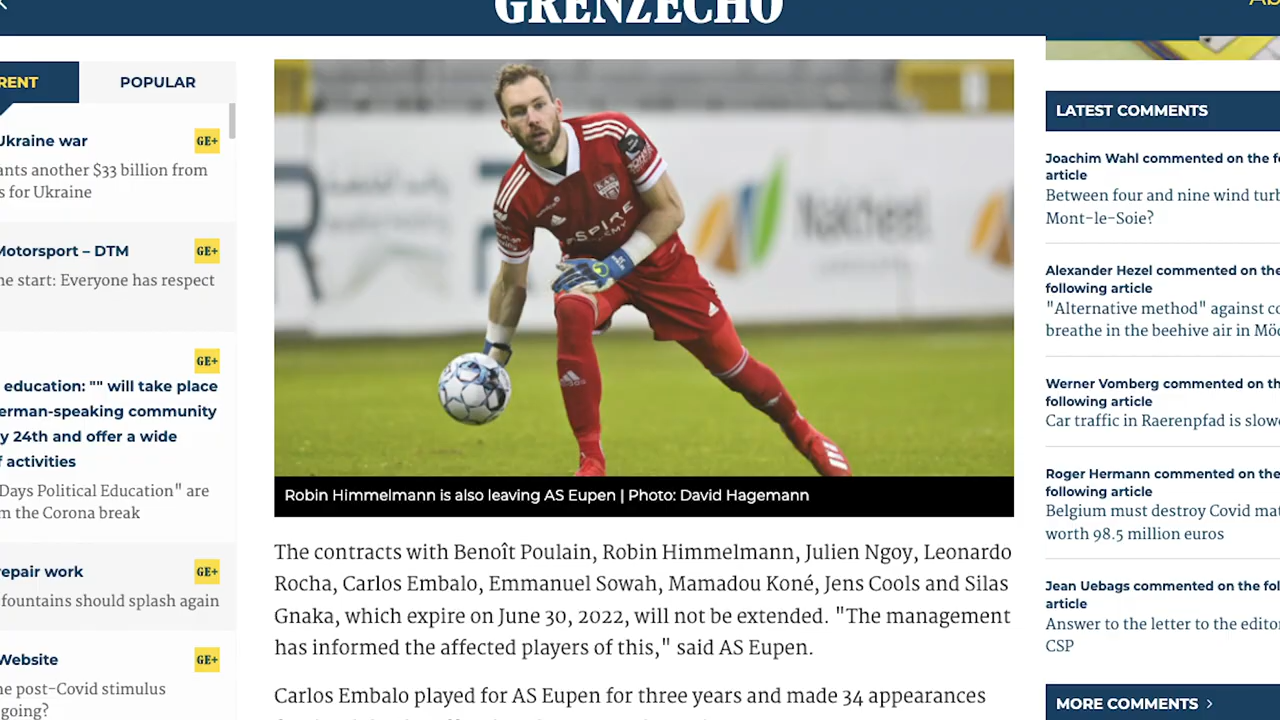 GRENZECHO
RENT
POPULAR
Ukraine war
GE+
ants another $33 billion from
s for Ukraine
Motorsport – DTM
GE+
he start: Everyone has respect
GE+
education: "" will take place
erman-speaking community
y 24th and offer a wide
f activities
Days Political Education" are
m the Corona break
repair work
GE+
fountains should splash again
Website
GE+
he post-Covid stimulus
going?
Robin Himmelmann is also leaving AS Eupen | Photo: David Hagemann
The contracts with Benoît Poulain, Robin Himmelmann, Julien Ngoy, Leonardo
Rocha, Carlos Embalo, Emmanuel Sowah, Mamadou Koné, Jens Cools and Silas
Gnaka, which expire on June 30, 2022, will not be extended. "The management
has informed the affected players of this," said AS Eupen.
Carlos Embalo played for AS Eupen for three years and made 34 appearances
LATEST COMMENTS
Joachim Wahl commented on the fo
article
Between four and nine wind turb
Mont-le-Soie?
Alexander Hezel commented on the
following article
"Alternative method" against co
breathe in the beehive air in Möd
Werner Vomberg commented on th
following article
Car traffic in Raerenpfad is slowe
Roger Hermann commented on the
following article
Belgium must destroy Covid mat
worth 98.5 million euros
Jean Uebags commented on the fol
article
Answer to the letter to the editor
CSP
MORE COMMENTS